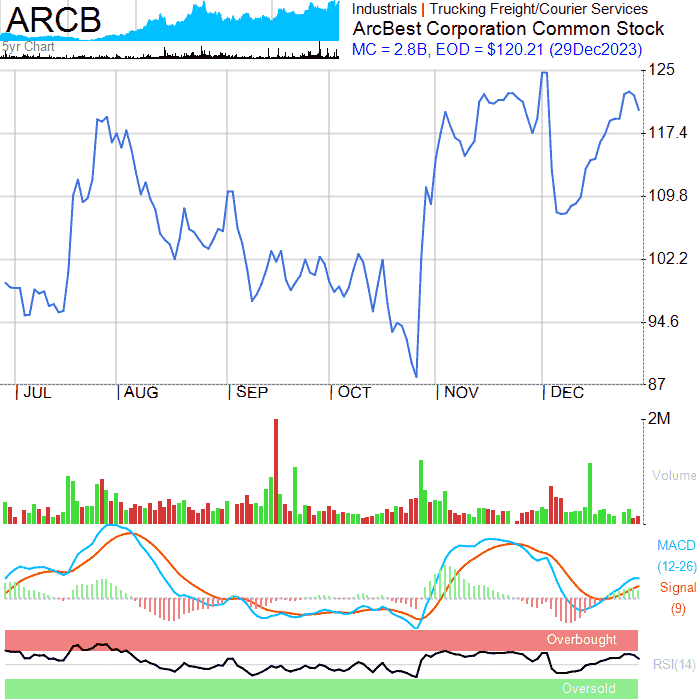 ARCB
5yr Chart
Industrials | Trucking Freight/Courier Services
ArcBest Corporation Common Stock
MC = 2.8B, EOD = $120.21 (29Dec2023)
125
117.4
109.8
102.2
94.6
87
|JUL |AUG |SEP |OCT |NOV |DEC
2M
Volume
MACD
(12-26)
Signal
(9)
Overbought
RSI(14)
Oversold